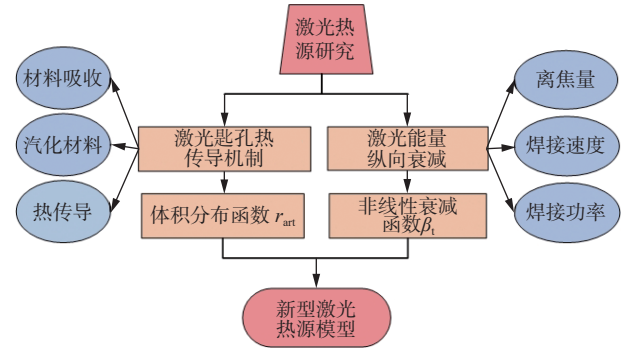 激光热
源研究
材料吸收
汽化材料
热传导
激光匙孔热
传导机制
激光能量
纵向衰减
离焦量
焊接速度
焊接功率
体积分布函数 r_art
非线性衰减
函数β_t
新型激光
热源模型